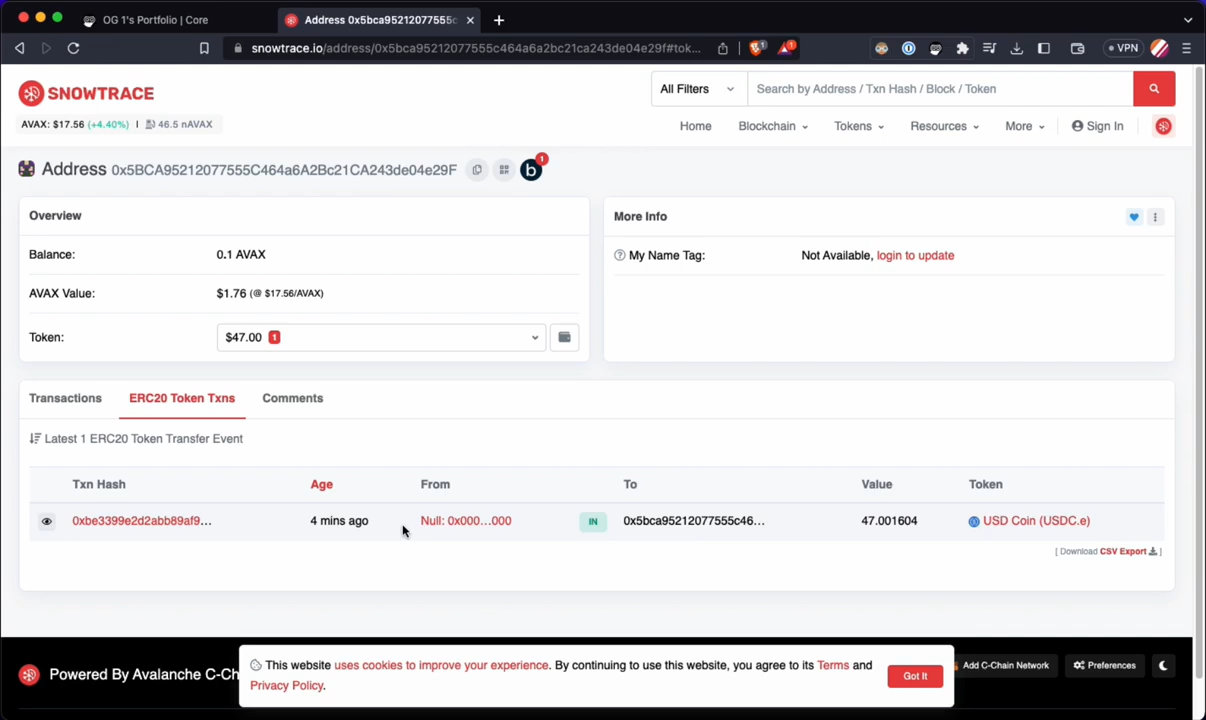 OG 1's Portfolio | Core
Address 0x5bca95212077555c
snowtrace.io/address/0x5bca95212077555c464a6a2bc21ca243de04e29f#tok...
1
1
VPN
SNOWTRACE
All Filters
Search by Address / Txn Hash / Block / Token
AVAX: $17.56 (+4.40%) | 46.5 nAVAX
Home
Blockchain
Tokens
Resources
More
Sign In
Address 0x5BCA95212077555C464a6A2Bc21CA243de04e29F
b 1
Overview
Balance:
0.1 AVAX
AVAX Value:
$1.76 (@ $17.56/AVAX)
Token:
$47.00 1
More Info
My Name Tag:
Not Available, login to update
Transactions
ERC20 Token Txns
Comments
Latest 1 ERC20 Token Transfer Event
Txn Hash
Age
From
To
Value
Token
0xbe3399e2d2abb89af9...
4 mins ago
Null: 0x000...000
IN
0x5bca95212077555c46...
47.001604
USD Coin (USDC.e)
[ Download CSV Export ]
Powered By Avalanche C-Ch
This website uses cookies to improve your experience. By continuing to use this website, you agree to its Terms and
Privacy Policy.
Got It
Add C-Chain Network
Preferences